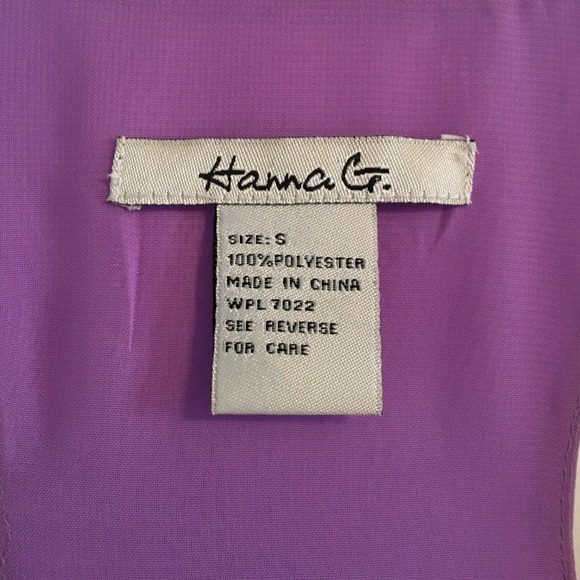 Hanna G.
SIZE: S
100%POLYESTER
MADE IN CHINA
WPL 7022
SEE REVERSE
FOR CARE